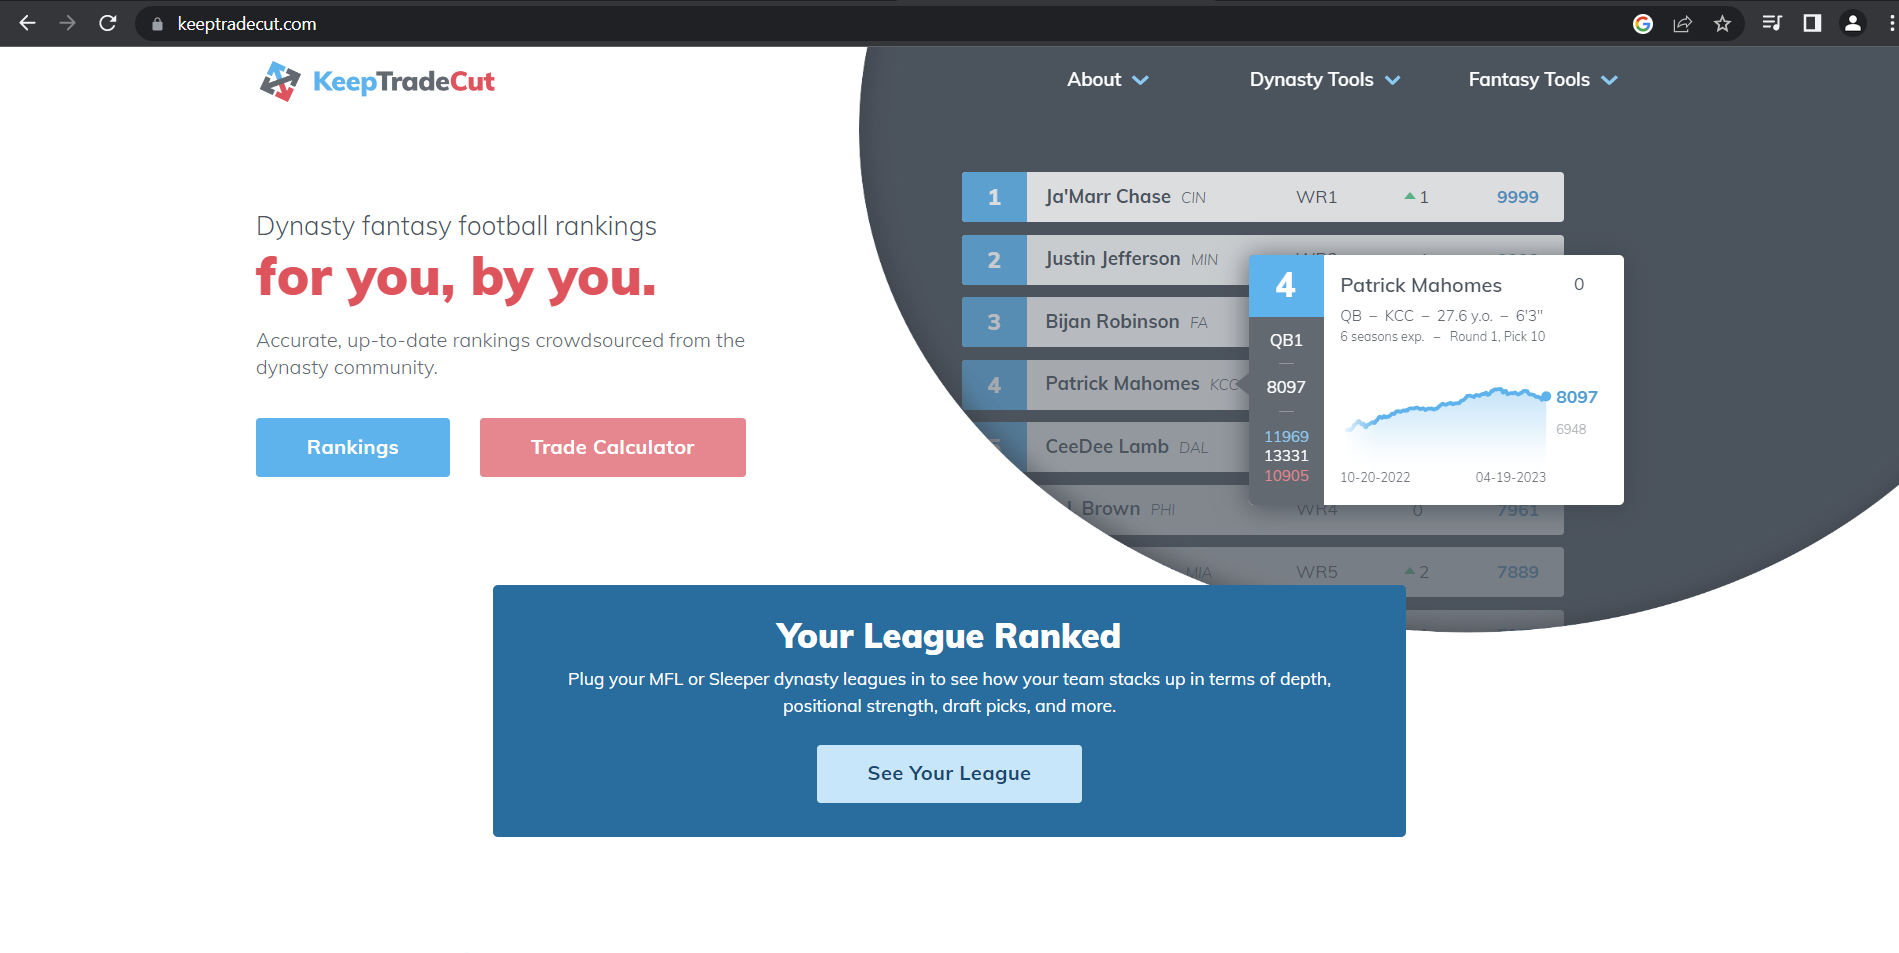 keeptradecut.com
KeepTradeCut
About
Dynasty Tools
Fantasy Tools
Dynasty fantasy football rankings
for you, by you.
Accurate, up-to-date rankings crowdsourced from the
dynasty community.
Rankings
Trade Calculator
1 Ja'Marr Chase CIN WR1 1 9999
2 Justin Jefferson MIN
3 Bijan Robinson FA
4 Patrick Mahomes KCC
CeeDee Lamb DAL
Brown PHI WR4 0 7961
MIA WR5 2 7889
4
QB1
8097
11969
13331
10905
Patrick Mahomes 0
QB – KCC – 27.6 y.o. – 6'3"
6 seasons exp. – Round 1, Pick 10
8097
6948
10-20-2022 04-19-2023
Your League Ranked
Plug your MFL or Sleeper dynasty leagues in to see how your team stacks up in terms of depth,
positional strength, draft picks, and more.
See Your League